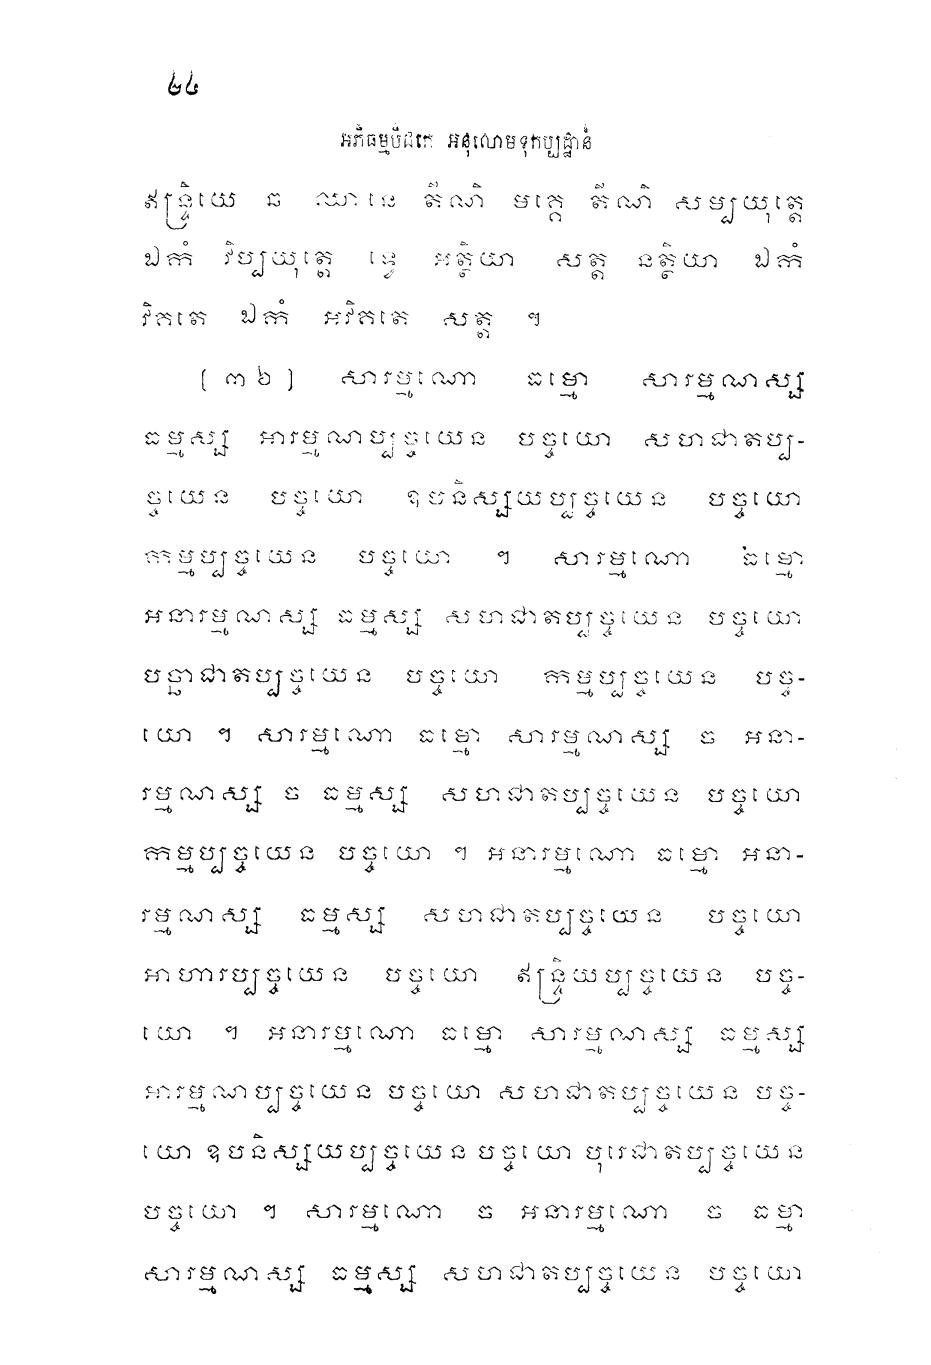 ២៤
អភិធម្មបិដកេ អនុលោមទុកប្បដ្ឋានំ
ឥន្ទ្រិយេ ច ឈានេ តីណិ មគ្គេ តីណិ សម្បយុត្តេ
ឯកំ វិប្បយុត្តេ ទ្វេ អត្ថិយា សត្ត នត្ថិយា ឯកំ
វិគតេ ឯកំ អវិគតេ សត្ត ។
[ ៣៦ ] សារម្មណោ ធម្មោ សារម្មណស្ស
ធម្មស្ស អារម្មណប្បច្ចយេន បច្ចយោ សហជាតប្ប-
ច្ចយេន បច្ចយោ ឧបនិស្សយប្បច្ចយេន បច្ចយោ
កម្មប្បច្ចយេន បច្ចយោ ។ សារម្មណោ ធម្មោ
អនារម្មណស្ស ធម្មស្ស សហជាតប្បច្ចយេន បច្ចយោ
បច្ឆាជាតប្បច្ចយេន បច្ចយោ កម្មប្បច្ចយេន បច្ច-
យោ ។ សារម្មណោ ធម្មោ សារម្មណស្ស ច អនា-
រម្មណស្ស ច ធម្មស្ស សហជាតប្បច្ចយេន បច្ចយោ
កម្មប្បច្ចយេន បច្ចយោ ។ អនារម្មណោ ធម្មោ អនា-
រម្មណស្ស ធម្មស្ស សហជាតប្បច្ចយេន បច្ចយោ
អាហារប្បច្ចយេន បច្ចយោ ឥន្ទ្រិយប្បច្ចយេន បច្ច-
យោ ។ អនារម្មណោ ធម្មោ សារម្មណស្ស ធម្មស្ស
អារម្មណប្បច្ចយេន បច្ចយោ សហជាតប្បច្ចយេន បច្ច-
យោ ឧបនិស្សយប្បច្ចយេន បច្ចយោ បុរេជាតប្បច្ចយេន
បច្ចយោ ។ សារម្មណោ ច អនារម្មណោ ច ធម្មា
សារម្មណស្ស ធម្មស្ស សហជាតប្បច្ចយេន បច្ចយោ